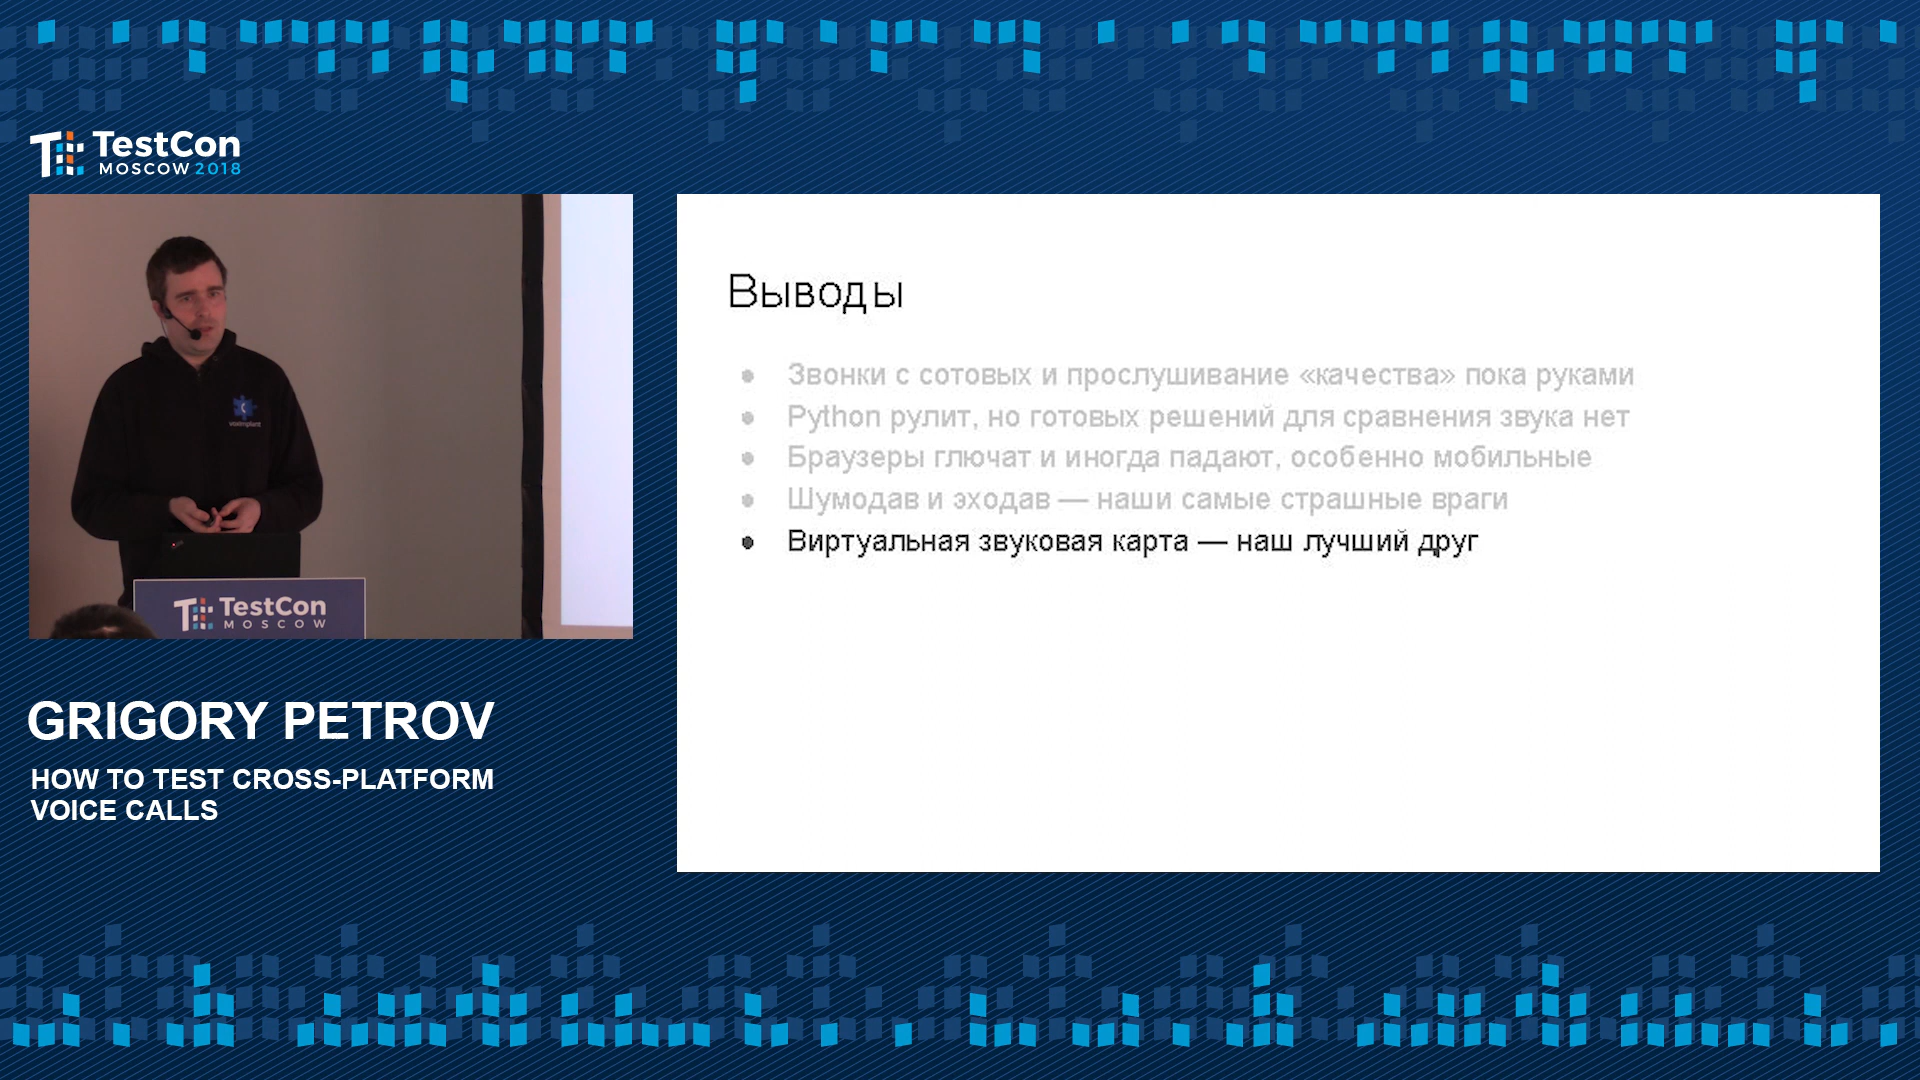 TestCon
MOSCOW 2018
voximplant
TestCon
MOSCOW
GRIGORY PETROV
HOW TO TEST CROSS-PLATFORM
VOICE CALLS
Выводы
Звонки с сотовых и прослушивание «качества» пока руками
Python рулит, но готовых решений для сравнения звука нет
Браузеры глючат и иногда падают, особенно мобильные
Шумодав и эходав — наши самые страшные враги
Виртуальная звуковая карта — наш лучший друг